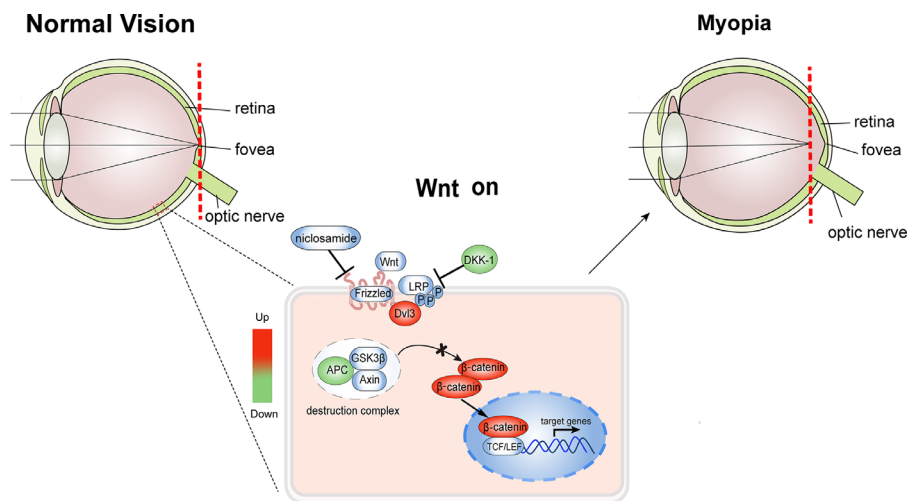 Normal Vision
Myopia
retina
fovea
optic nerve
retina
fovea
optic nerve
Wnt on
niclosamide
Wnt
DKK-1
Frizzled
LRP
P
P
P
Dvl3
Up
Down
APC
GSK3β
Axin
destruction complex
β-catenin
β-catenin
β-catenin
TCF/LEF
target genes